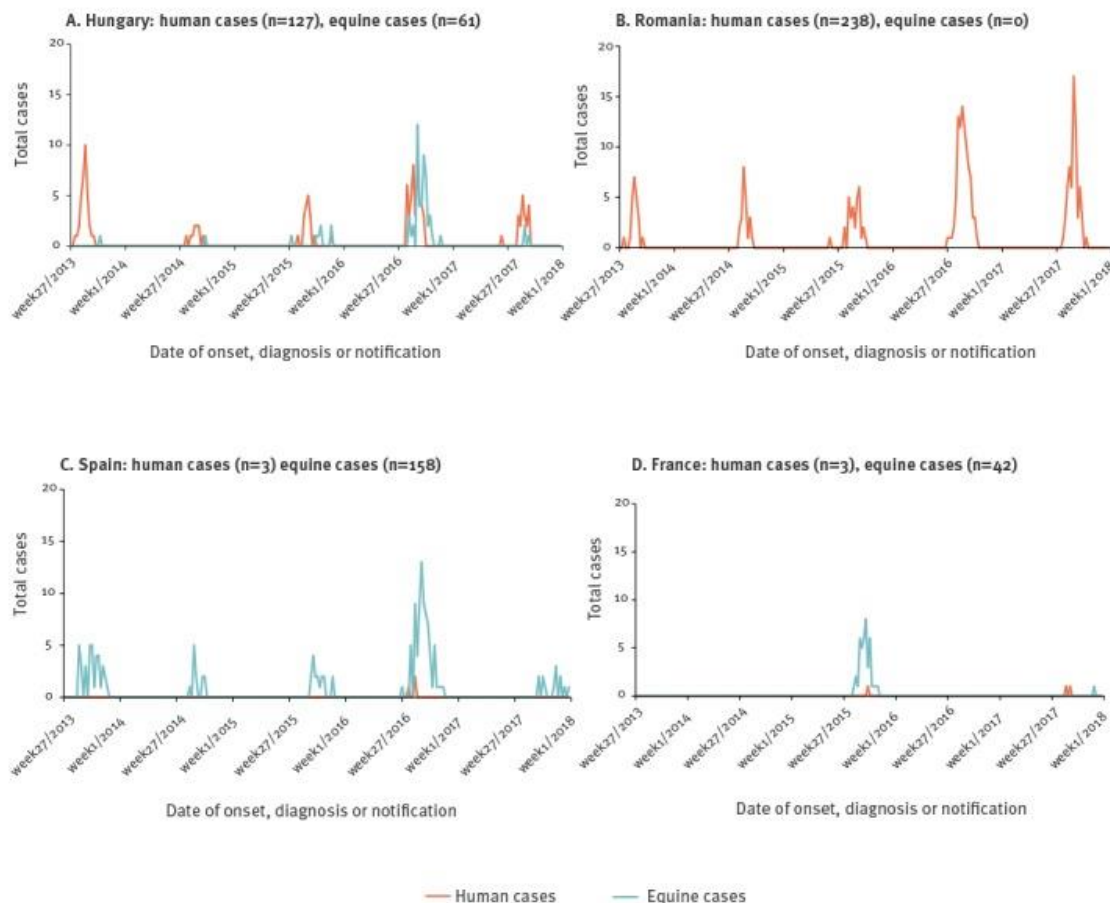 A. Hungary: human cases (n=127), equine cases (n=61)
Total cases
20
15
10
5
0
week27/2013
week1/2014
week27/2014
week1/2015
week27/2015
week1/2016
week27/2016
week1/2017
week27/2017
week1/2018
Date of onset, diagnosis or notification
B. Romania: human cases (n=238), equine cases (n=0)
Total cases
20
15
10
5
0
week27/2013
week1/2014
week27/2014
week1/2015
week27/2015
week1/2016
week27/2016
week1/2017
week27/2017
week1/2018
Date of onset, diagnosis or notification
C. Spain: human cases (n=3) equine cases (n=158)
Total cases
20
15
10
5
0
week27/2013
week1/2014
week27/2014
week1/2015
week27/2015
week1/2016
week27/2016
week1/2017
week27/2017
week1/2018
Date of onset, diagnosis or notification
D. France: human cases (n=3), equine cases (n=42)
Total cases
20
15
10
5
0
week27/2013
week1/2014
week27/2014
week1/2015
week27/2015
week1/2016
week27/2016
week1/2017
week27/2017
week1/2018
Date of onset, diagnosis or notification
Human cases
Equine cases